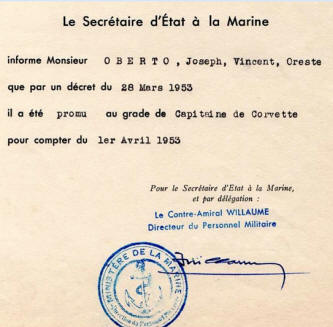 Le Secrétaire d'État à la Marine
informe Monsieur O B E R T O , Joseph, Vincent, Oreste
que par un décret du 28 Mars 1953
il a été promu au grade de Capitaine de Corvette
pour compter du 1er Avril 1953
Pour le Secrétaire d'Etat à la Marine,
et par délégation :
Le Contre-Amiral WILLAUME
Directeur du Personnel Militaire
MINISTÈRE DE LA MARINE